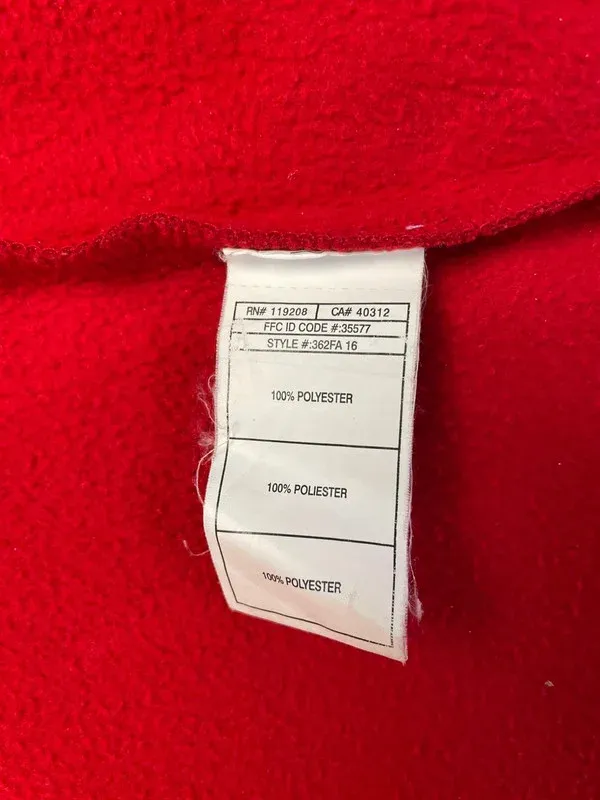 RN# 119208 CA# 40312
FFC ID CODE #:35577
STYLE #:362FA 16
100% POLYESTER
100% POLIESTER
100% POLYESTER